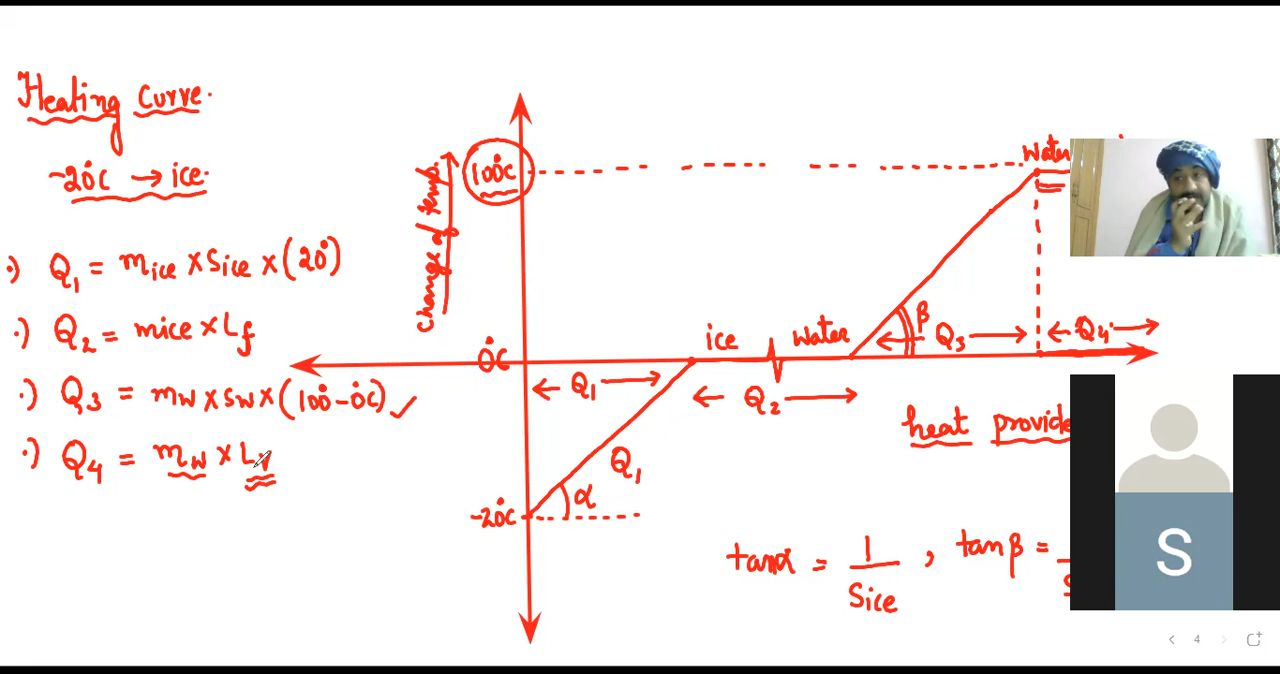 Heating Curve.
-20°C → ice.
·) Q1 = mice × Sice × (20°)
·) Q2 = mice × Lf
·) Q3 = mw × Sw × (100° - 0°C) ✓
·) Q4 = mw × Lv
change of temp.
100°C
0°C
-20°C
Q1
Q1
α
ice
Q2
water
β
Q3
water
Q4
heat provide
tanα = 1/Sice , tanβ =
S
4